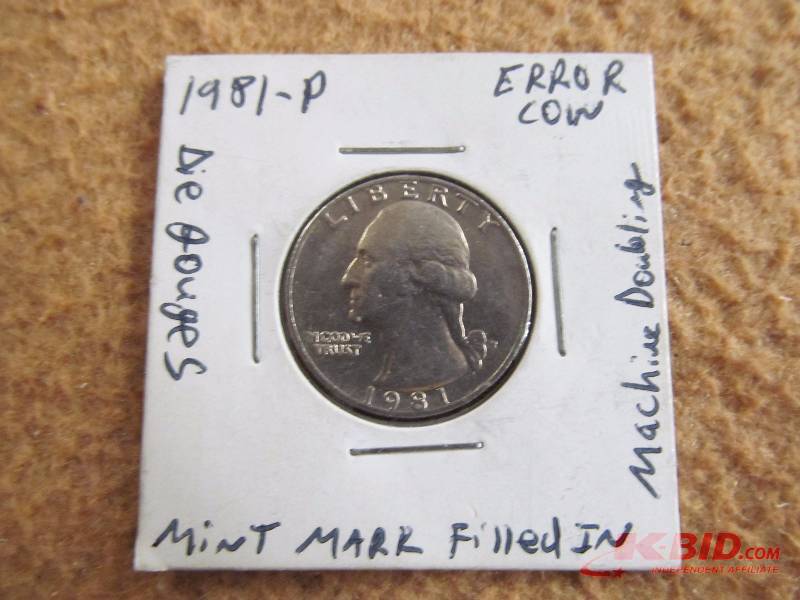 1981-P
ERROR
COIN
Die Gouges
Machine Doubling
LIBERTY
IN GOD WE
TRUST
1981
MINT MARK Filled IN
K-BID.COM
INDEPENDENT AFFILIATE